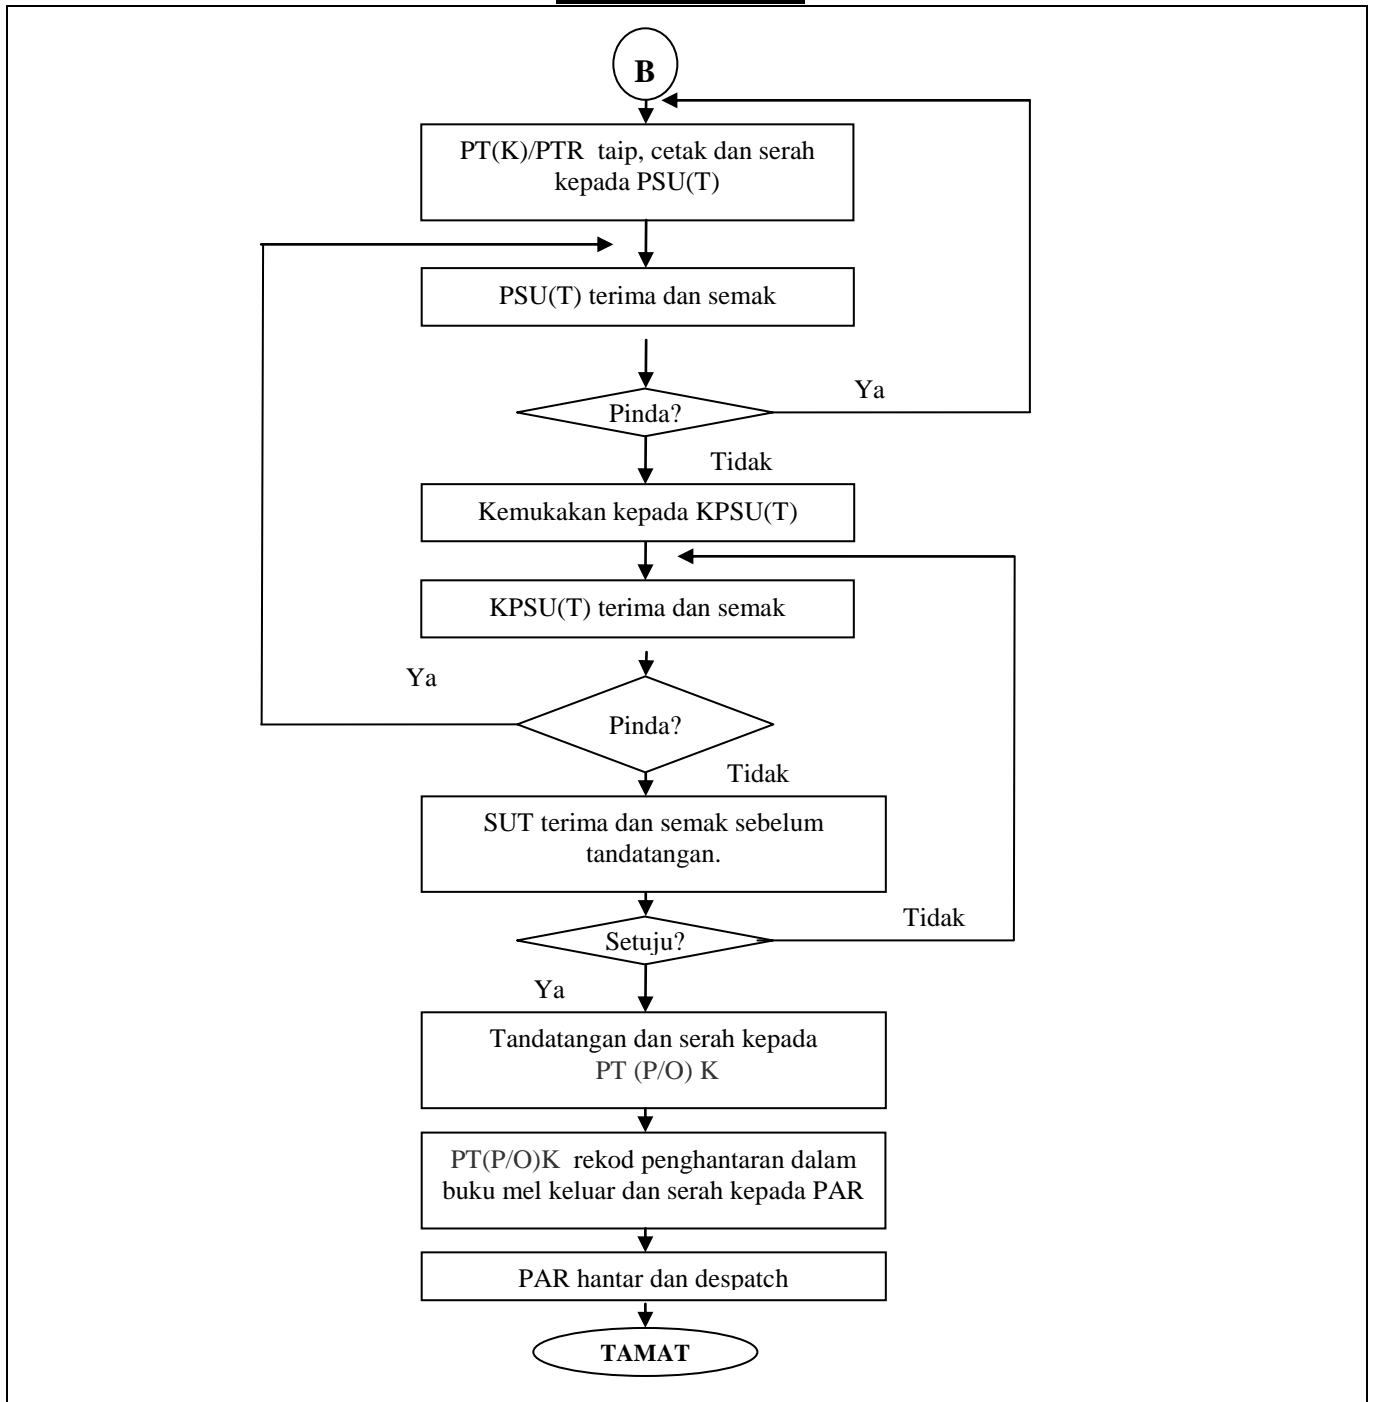 B
PT(K)/PTR taip, cetak dan serah
kepada PSU(T)
PSU(T) terima dan semak
Ya
Pinda?
Tidak
Kemukakan kepada KPSU(T)
KPSU(T) terima dan semak
Ya
Pinda?
Tidak
SUT terima dan semak sebelum
tandatangan.
Tidak
Setuju?
Ya
Tandatangan dan serah kepada
PT (P/O) K
PT(P/O)K rekod penghantaran dalam
buku mel keluar dan serah kepada PAR
PAR hantar dan despatch
TAMAT